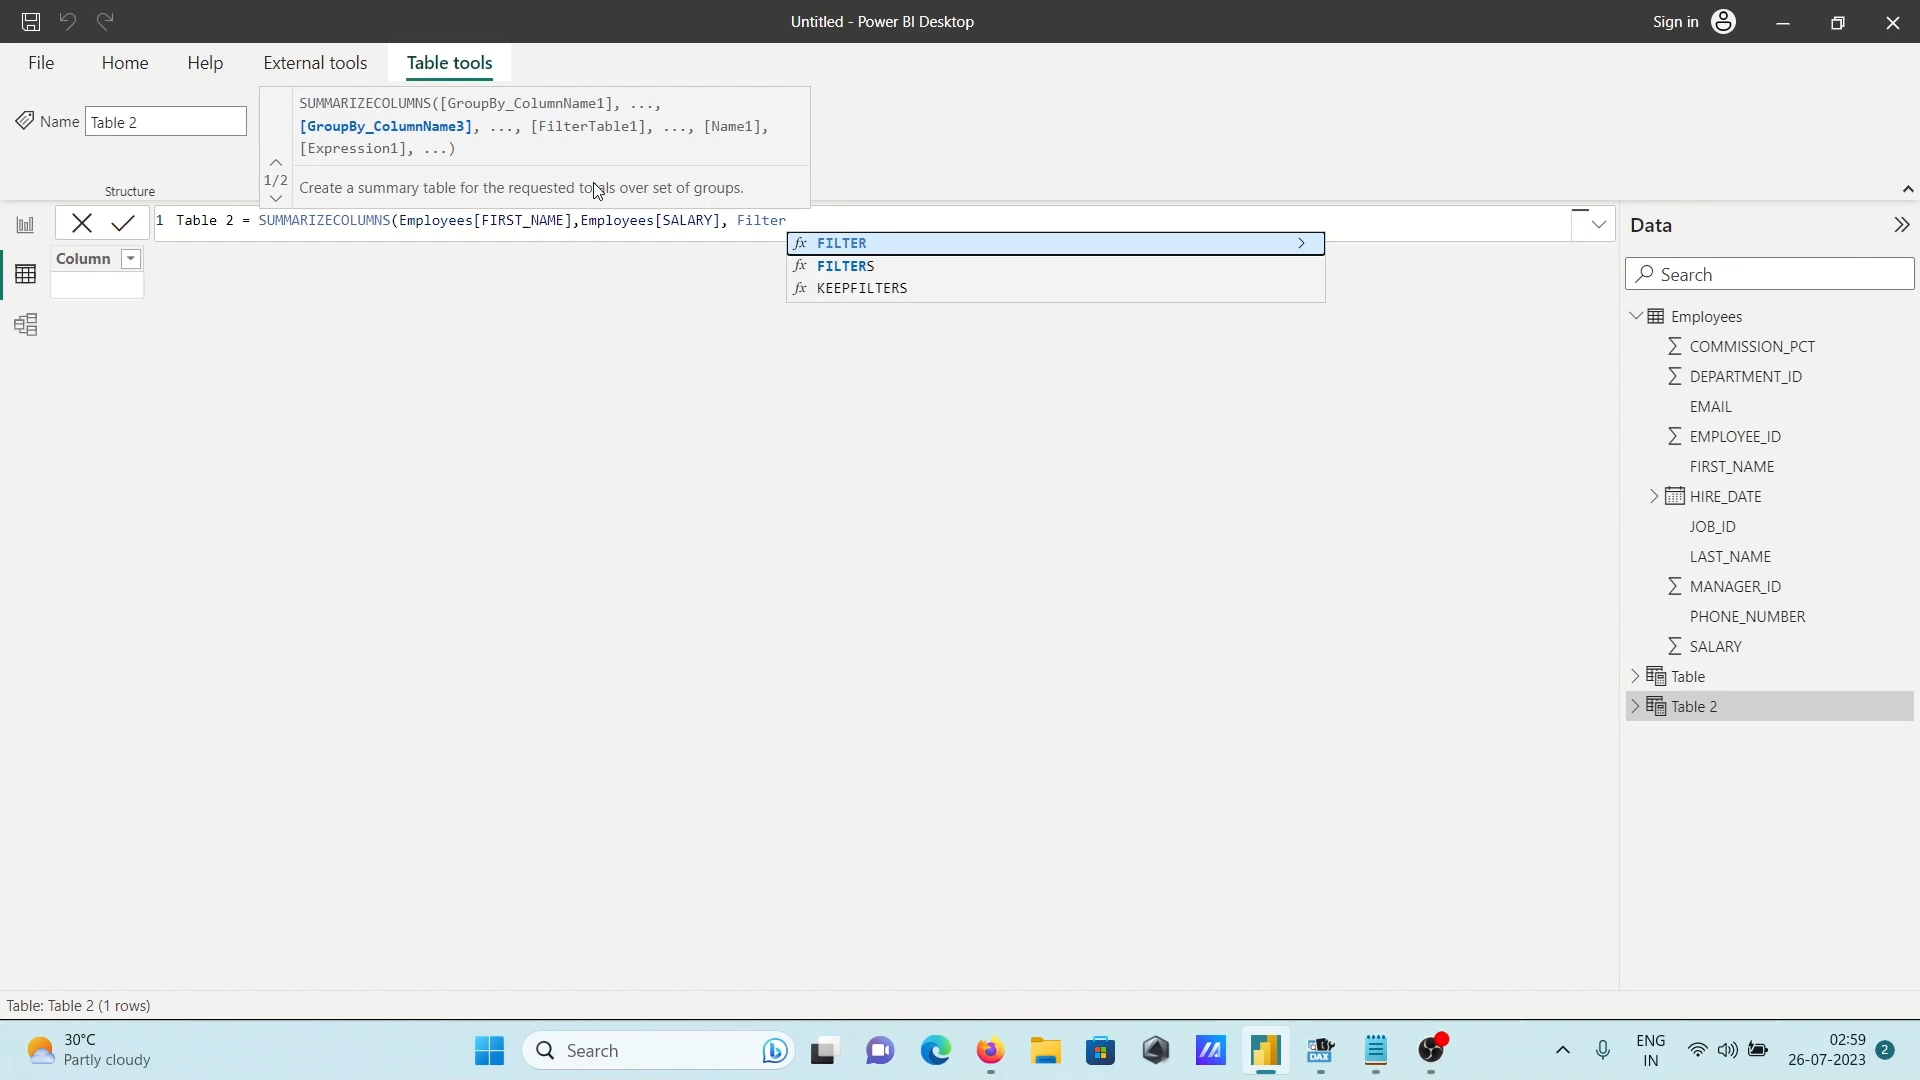 Untitled - Power BI Desktop
Sign in
File Home Help External tools Table tools
Name Table 2
Structure
SUMMARIZECOLUMNS([GroupBy_ColumnName1], ...,
[GroupBy_ColumnName3], ..., [FilterTable1], ..., [Name1],
[Expression1], ...)
1/2
Create a summary table for the requested totals over set of groups.
1 Table 2 = SUMMARIZECOLUMNS(Employees[FIRST_NAME],Employees[SALARY], Filter
fx FILTER
fx FILTERS
fx KEEPFILTERS
Column
Data
Search
Employees
COMMISSION_PCT
DEPARTMENT_ID
EMAIL
EMPLOYEE_ID
FIRST_NAME
HIRE_DATE
JOB_ID
LAST_NAME
MANAGER_ID
PHONE_NUMBER
SALARY
Table
Table 2
Table: Table 2 (1 rows)
30°C
Partly cloudy
Search
DAX
ENG
IN
02:59
26-07-2023
2